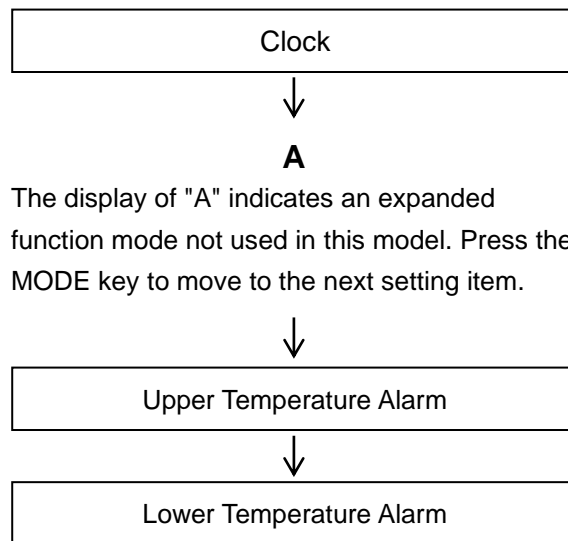 Clock
A
The display of "A" indicates an expanded
function mode not used in this model. Press the
MODE key to move to the next setting item.
Upper Temperature Alarm
Lower Temperature Alarm